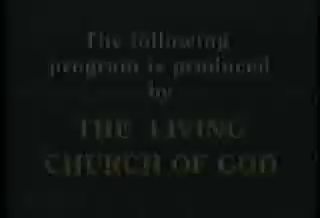 The following
program is produced
by
THE LIVING
CHURCH OF GOD